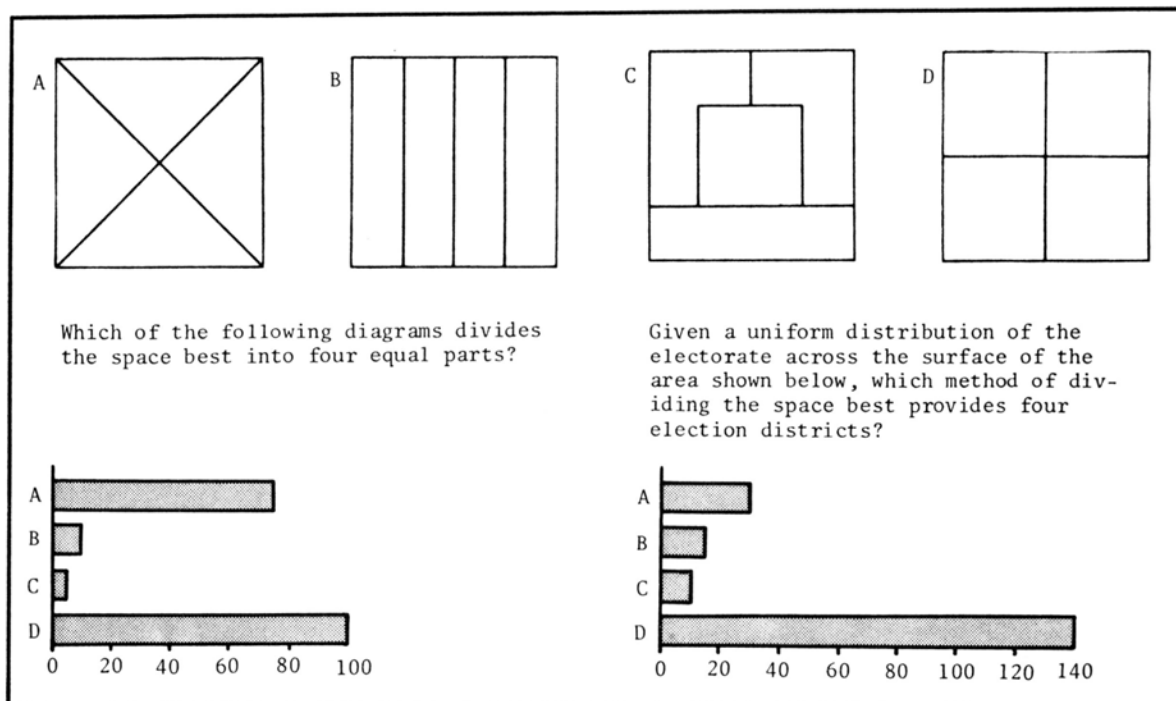 A
B
C
D
Which of the following diagrams divides
the space best into four equal parts?
Given a uniform distribution of the
electorate across the surface of the
area shown below, which method of div-
iding the space best provides four
election districts?
A
B
C
D
0 20 40 60 80 100
A
B
C
D
0 20 40 60 80 100 120 140